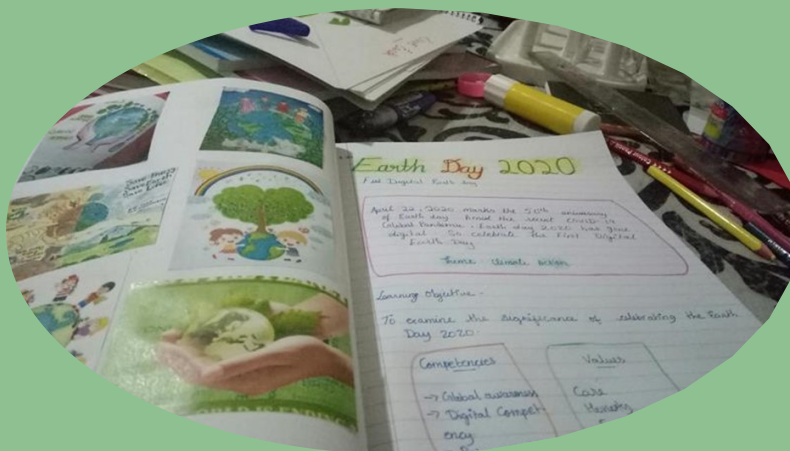 Earth Day 2020
First Digital Earth day
April 22, 2020 marks the 50th anniversary
of Earth day. Amid the recent Covid-19
Global Pandemic. Earth day 2020 has gone
digital. So celebrate the First Digital
Earth Day
Theme climate action
Learning Objective -
To examine the significance of celebrating the Earth
Day 2020.
Competencies
-> Global awareness
-> Digital Compet-
ency
Values
Care
Honesty